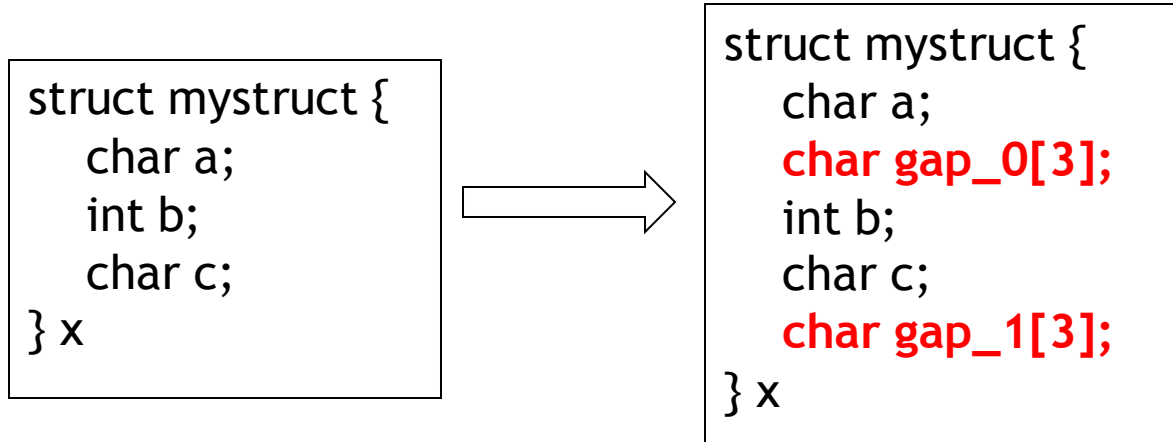 struct mystruct {
char a;
int b;
char c;
} x
struct mystruct {
char a;
char gap_0[3];
int b;
char c;
char gap_1[3];
} x